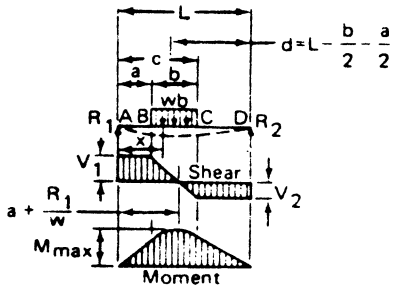 L
d = L - b/2 - a/2
c
a b
wb
R1 A B C D R2
x
V1 Shear V2
a + R1/w
Mmax
Moment